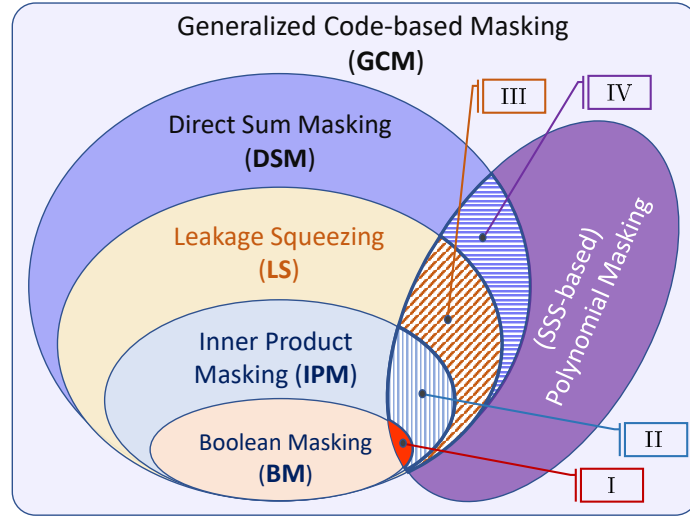 Generalized Code-based Masking
(GCM)
III
IV
Direct Sum Masking
(DSM)
Leakage Squeezing
(LS)
(SSS-based)
Polynomial Masking
Inner Product
Masking (IPM)
II
Boolean Masking
(BM)
I